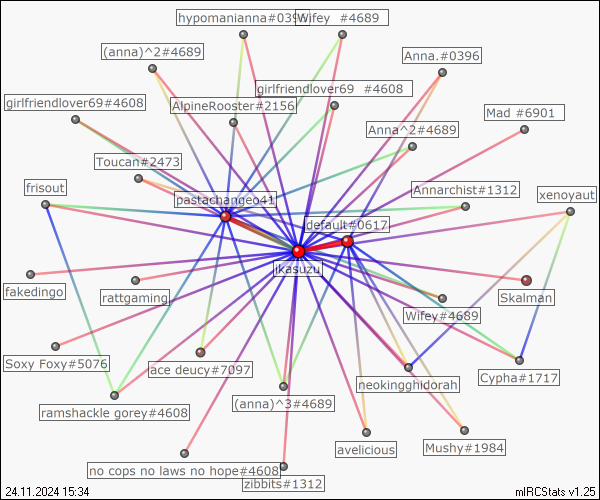 hypomanianna#0396
Wifey #4689
(anna)^2#4689
Anna.#0396
girlfriendlover69 #4608
girlfriendlover69#4608
AlpineRooster#2156
Mad #6901
Anna^2#4689
Toucan#2473
frisout
Annarchist#1312
xenoyaut
pastachangeo41
default#0617
ikasuzu
fakedingo
rattgaming
Skalman
Wifey#4689
Soxy Foxy#5076
ace deucy#7097
neokingghidorah
Cypha#1717
ramshackle gorey#4608
(anna)^3#4689
avelicious
Mushy#1984
no cops no laws no hope#4608
zibbits#1312
24.11.2024 15:34
mIRCStats v1.25